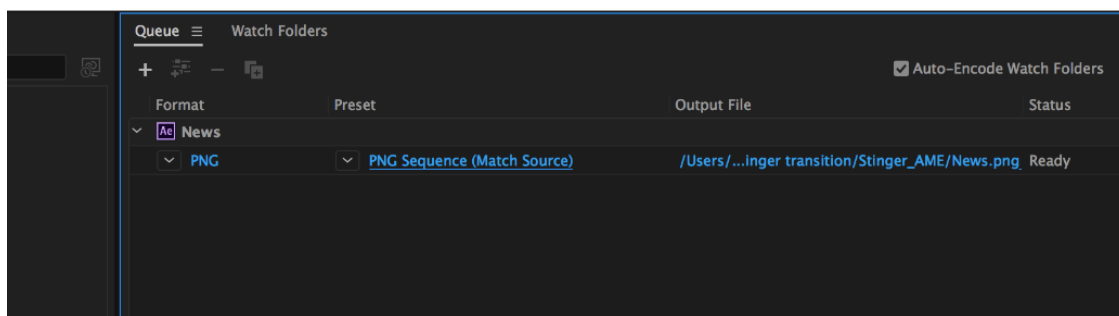 Queue Watch Folders
Auto-Encode Watch Folders
Format Preset Output File Status
Ae News
PNG PNG Sequence (Match Source) /Users/...inger transition/Stinger_AME/News.png Ready